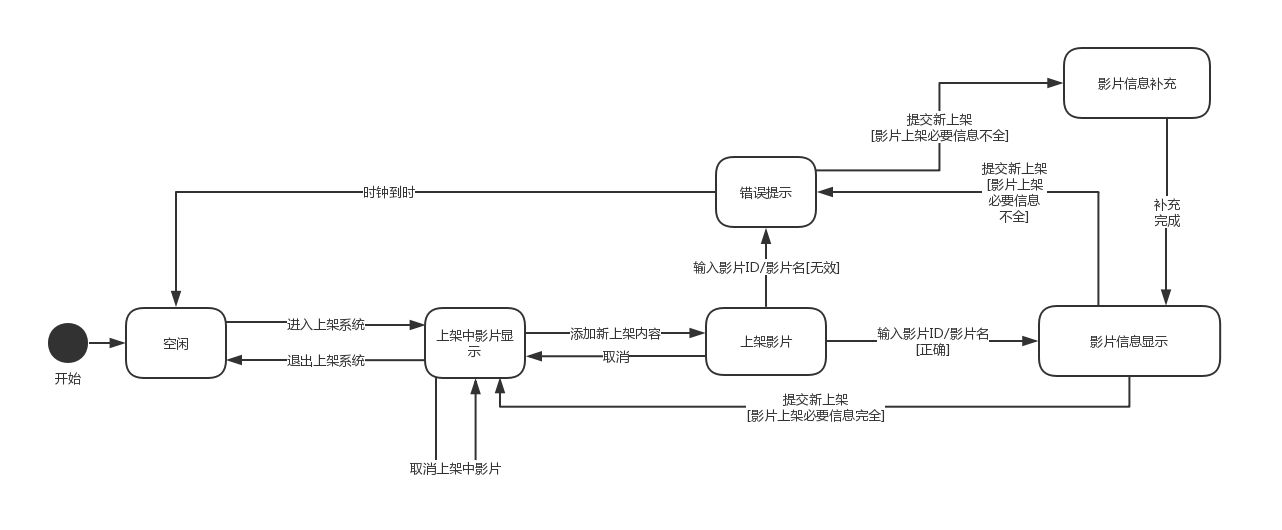 影片信息补充
提交新上架
[影片上架必要信息不全]
提交新上架
[影片上架
必要信息
不全]
时钟到时
错误提示
补充
完成
输入影片ID/影片名[无效]
空闲
进入上架系统
退出上架系统
上架中影片显
示
添加新上架内容
取消
上架影片
输入影片ID/影片名
[正确]
影片信息显示
开始
提交新上架
[影片上架必要信息完全]
取消上架中影片